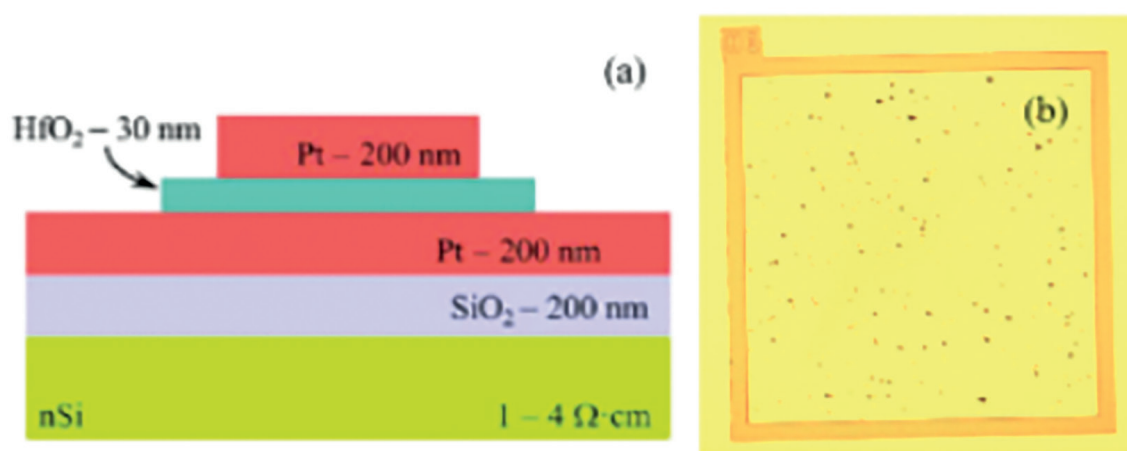 (a)
HfO₂ – 30 nm
Pt – 200 nm
Pt – 200 nm
SiO₂ – 200 nm
nSi
1 – 4 Ω·cm
(b)